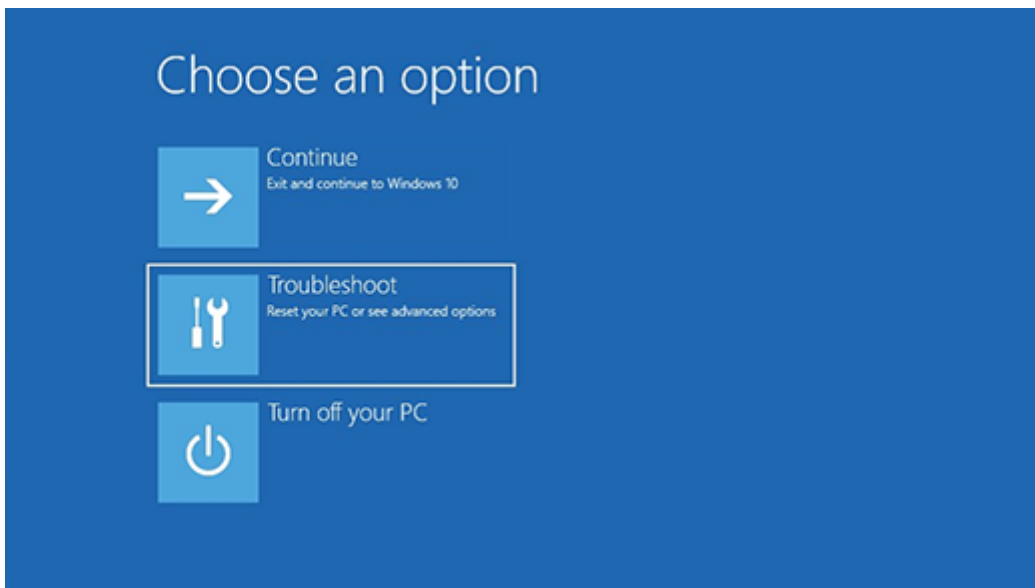 Choose an option
Continue
Exit and continue to Windows 10
Troubleshoot
Reset your PC or see advanced options
Turn off your PC